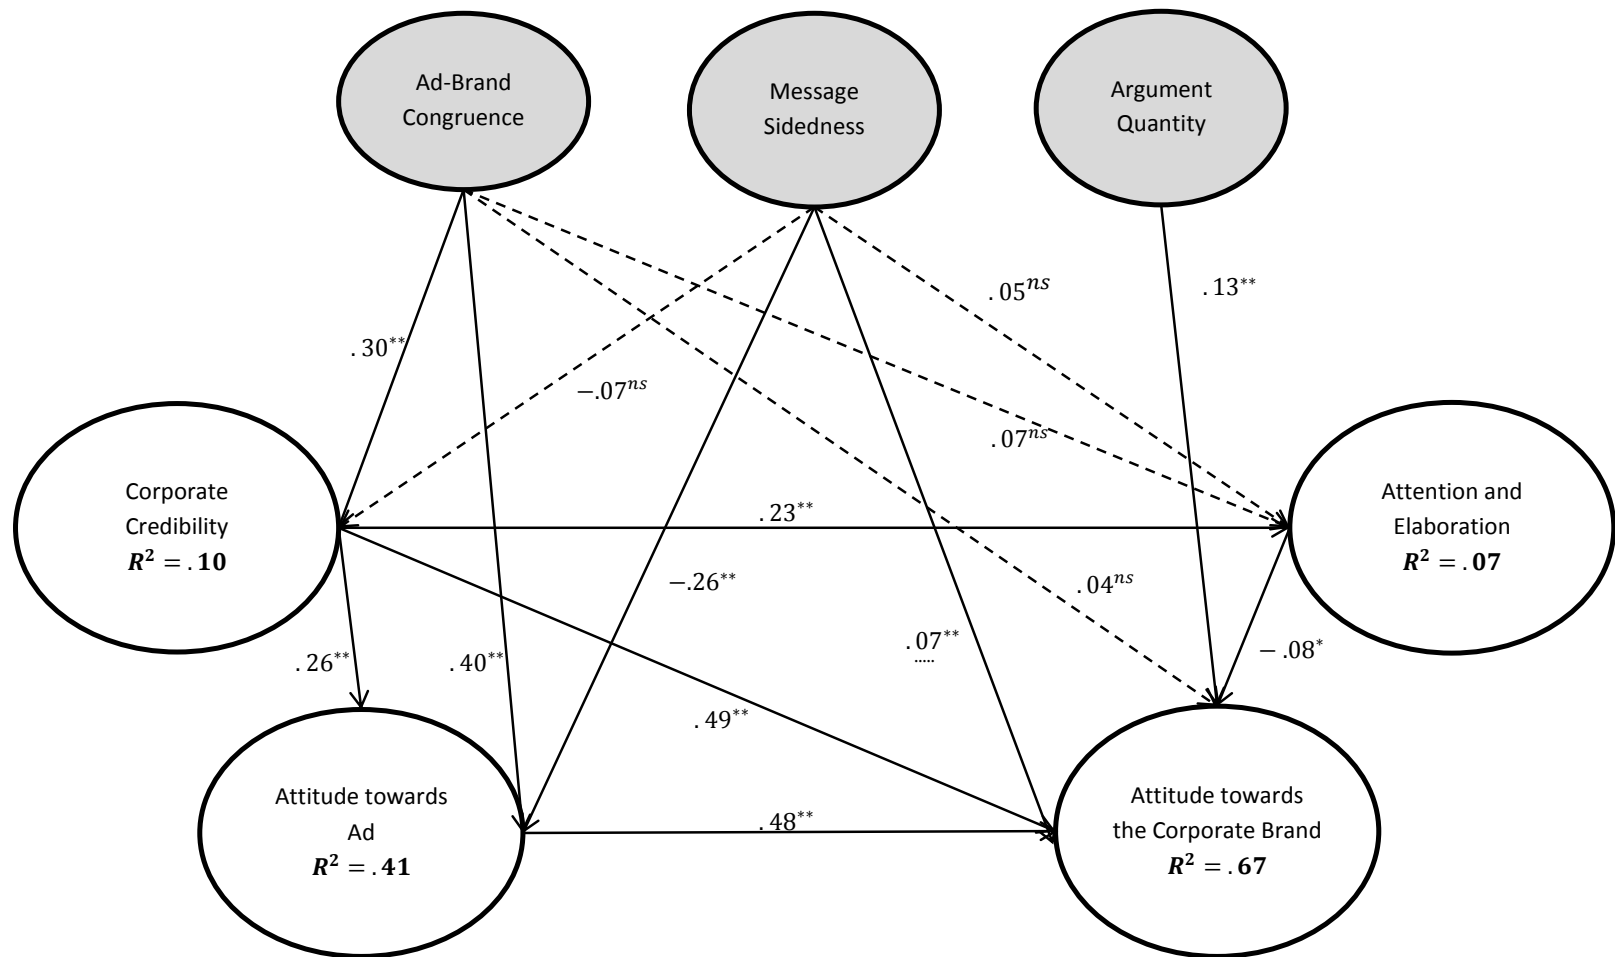 Ad-Brand
Congruence
Message
Sidedness
Argument
Quantity
.05ⁿˢ
.13**
.30**
−.07ⁿˢ
.07ⁿˢ
Corporate
Credibility
R² = .10
.23**
Attention and
Elaboration
R² = .07
−.26**
.04ⁿˢ
.26**
.40**
.07**
−.08*
.49**
Attitude towards
Ad
R² = .41
.48**
Attitude towards
the Corporate Brand
R² = .67